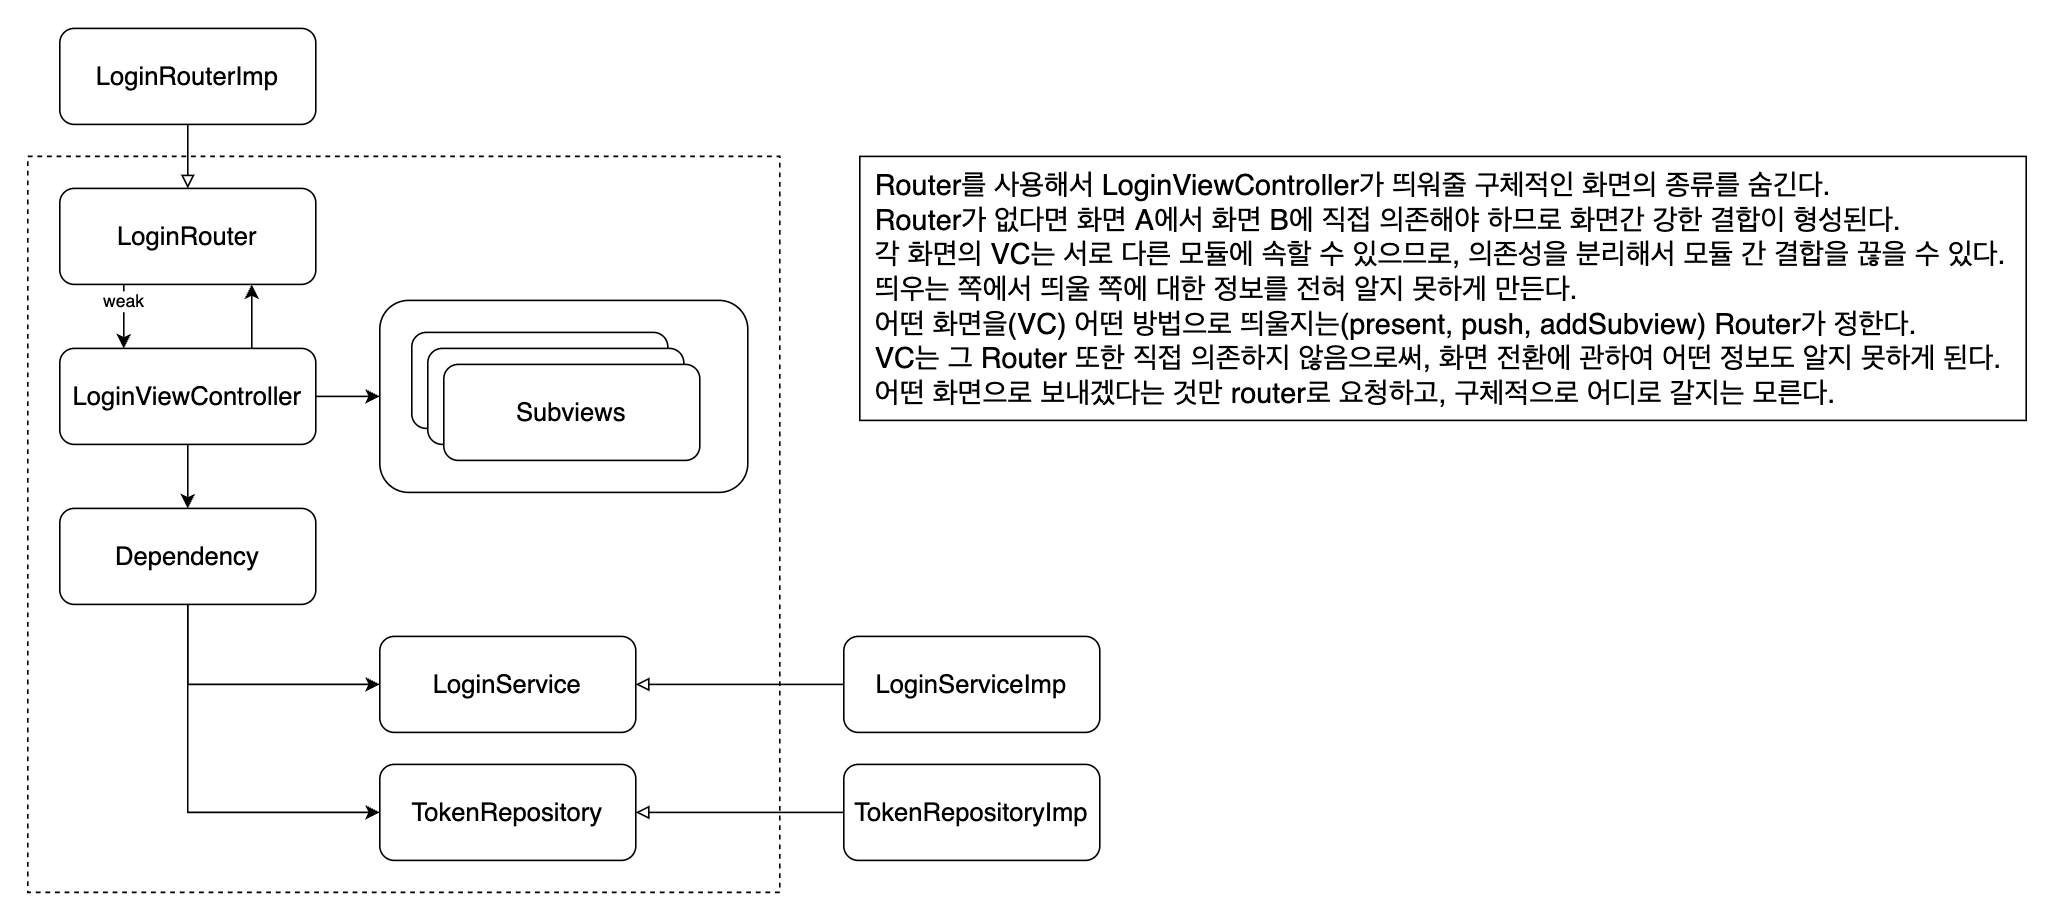 LoginRouterImp
LoginRouter
weak
LoginViewController
Subviews
Dependency
LoginService
LoginServiceImp
TokenRepository
TokenRepositoryImp
Router를 사용해서 LoginViewController가 띄워줄 구체적인 화면의 종류를 숨긴다.
Router가 없다면 화면 A에서 화면 B에 직접 의존해야 하므로 화면간 강한 결합이 형성된다.
각 화면의 VC는 서로 다른 모듈에 속할 수 있으므로, 의존성을 분리해서 모듈 간 결합을 끊을 수 있다.
띄우는 쪽에서 띄울 쪽에 대한 정보를 전혀 알지 못하게 만든다.
어떤 화면을(VC) 어떤 방법으로 띄울지는(present, push, addSubview) Router가 정한다.
VC는 그 Router 또한 직접 의존하지 않음으로써, 화면 전환에 관하여 어떤 정보도 알지 못하게 된다.
어떤 화면으로 보내겠다는 것만 router로 요청하고, 구체적으로 어디로 갈지는 모른다.